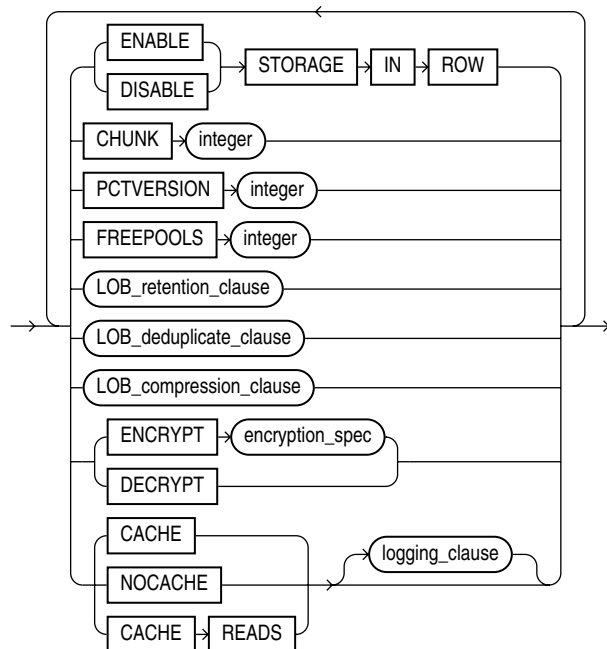 ENABLE
DISABLE
STORAGE IN ROW
CHUNK integer
PCTVERSION integer
FREEPOOLS integer
LOB_retention_clause
LOB_deduplicate_clause
LOB_compression_clause
ENCRYPT encryption_spec
DECRYPT
CACHE
NOCACHE
CACHE READS
logging_clause